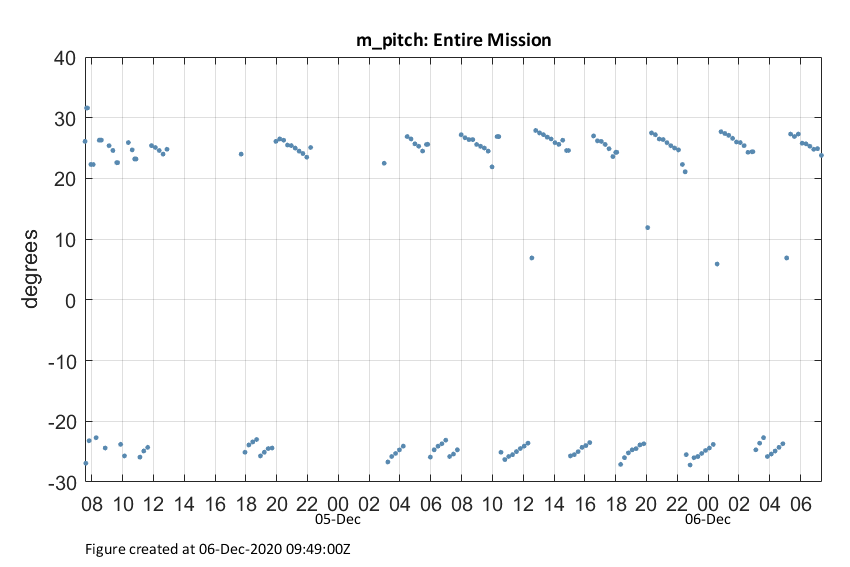 m_pitch: Entire Mission
40
30
20
10
0
-10
-20
-30
degrees
08 10 12 14 16 18 20 22 00 02 04 06 08 10 12 14 16 18 20 22 00 02 04 06
05-Dec 06-Dec
Figure created at 06-Dec-2020 09:49:00Z